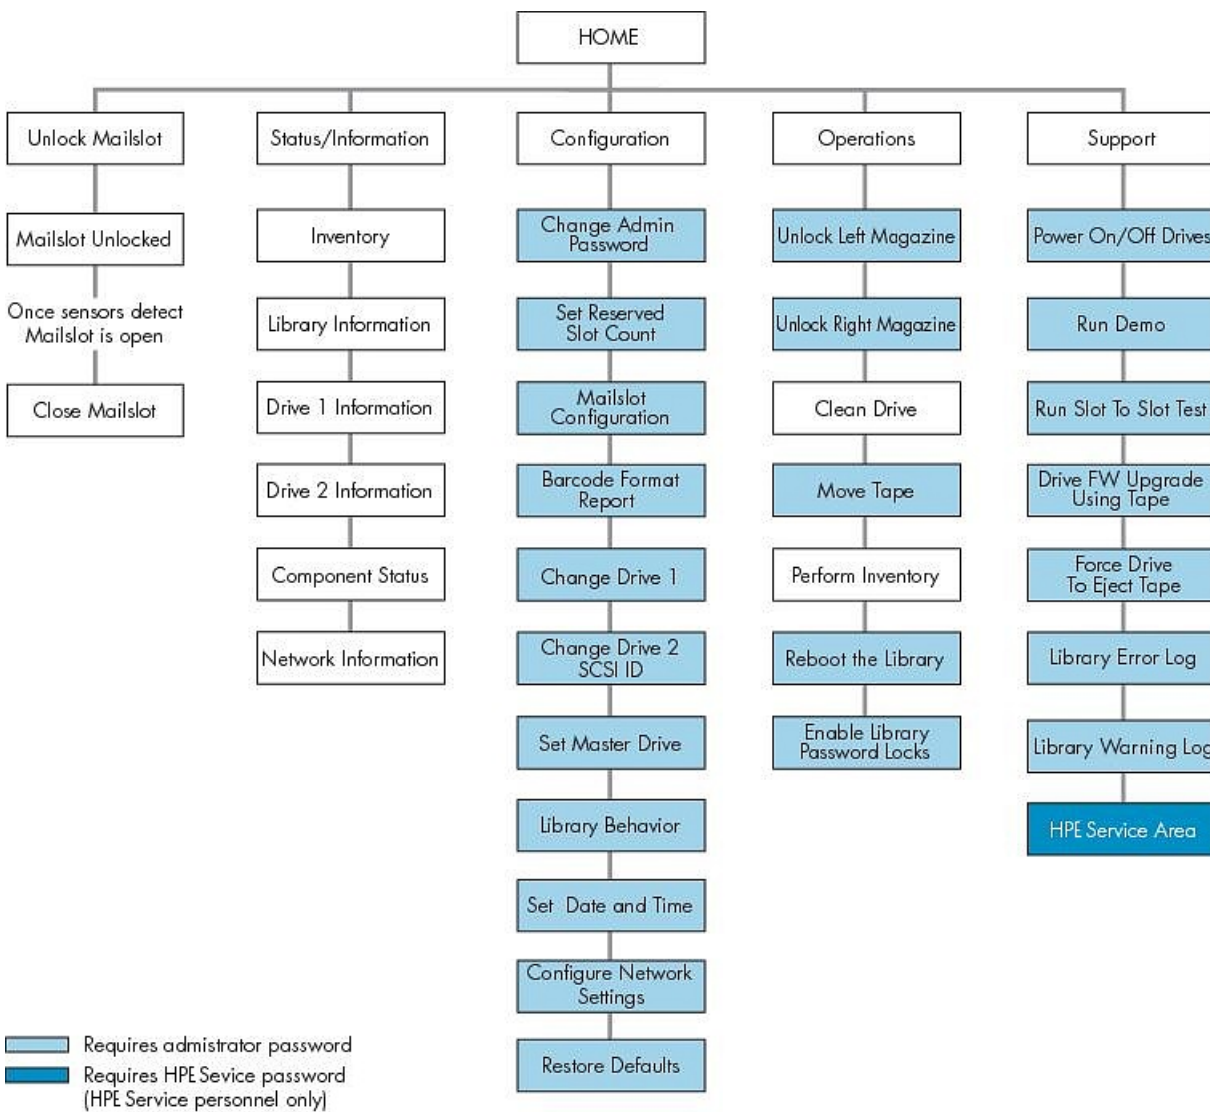 HOME
Unlock Mailslot
Mailslot Unlocked
Once sensors detect
Mailslot is open
Close Mailslot
Status/Information
Inventory
Library Information
Drive 1 Information
Drive 2 Information
Component Status
Network Information
Configuration
Change Admin
Password
Set Reserved
Slot Count
Mailslot
Configuration
Barcode Format
Report
Change Drive 1
Change Drive 2
SCSI ID
Set Master Drive
Library Behavior
Set Date and Time
Configure Network
Settings
Restore Defaults
Operations
Unlock Left Magazine
Unlock Right Magazine
Clean Drive
Move Tape
Perform Inventory
Reboot the Library
Enable Library
Password Locks
Support
Power On/Off Drives
Run Demo
Run Slot To Slot Test
Drive FW Upgrade
Using Tape
Force Drive
To Eject Tape
Library Error Log
Library Warning Log
HPE Service Area
Requires admistrator password
Requires HPE Sevice password
(HPE Service personnel only)